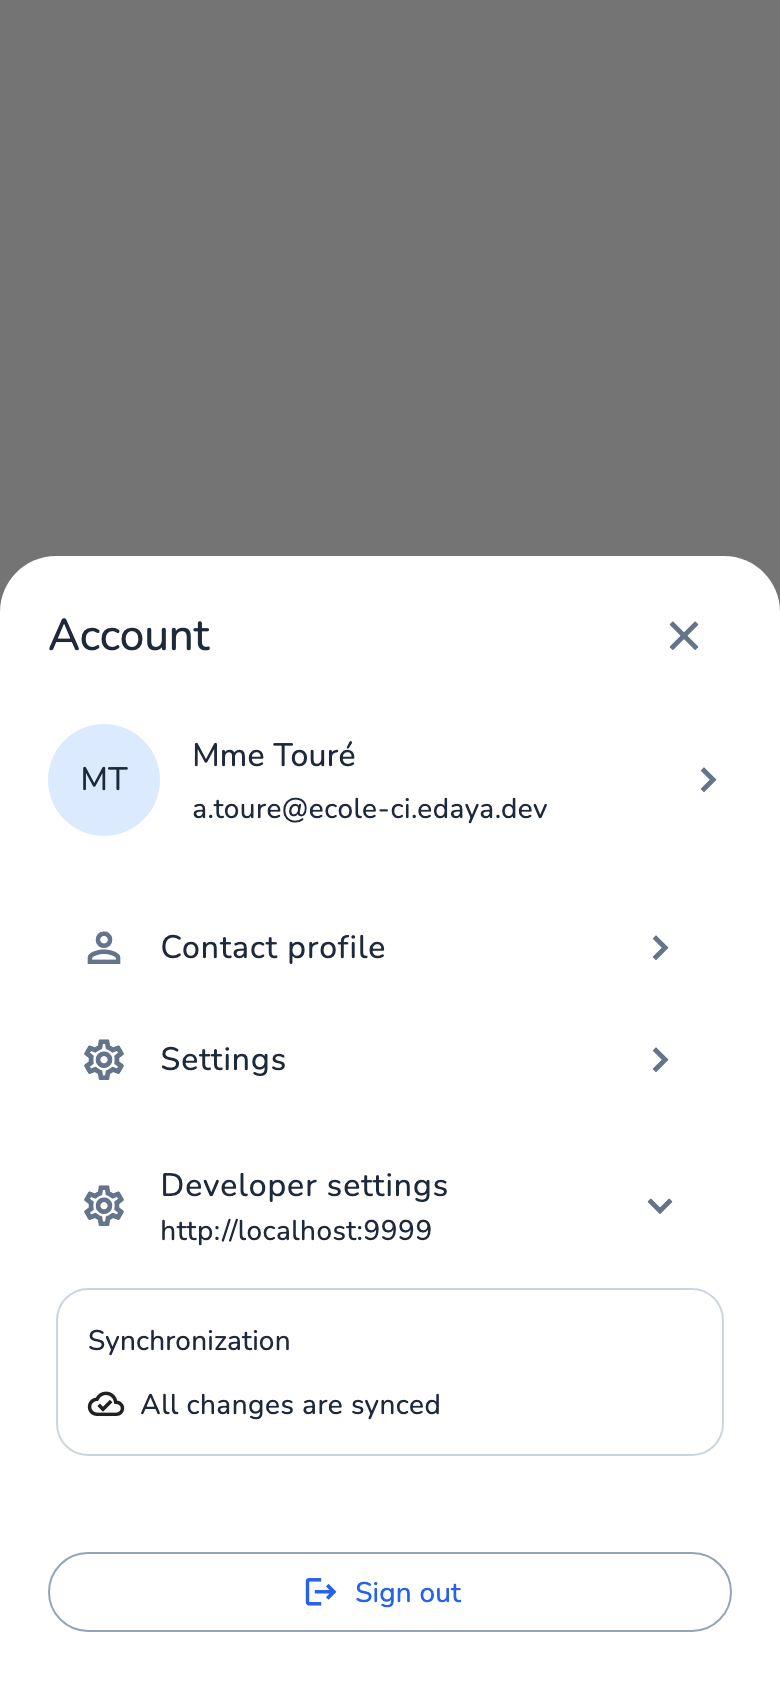 Account
MT
Mme Touré
a.toure@ecole-ci.edaya.dev
Contact profile
Settings
Developer settings
http://localhost:9999
Synchronization
All changes are synced
Sign out